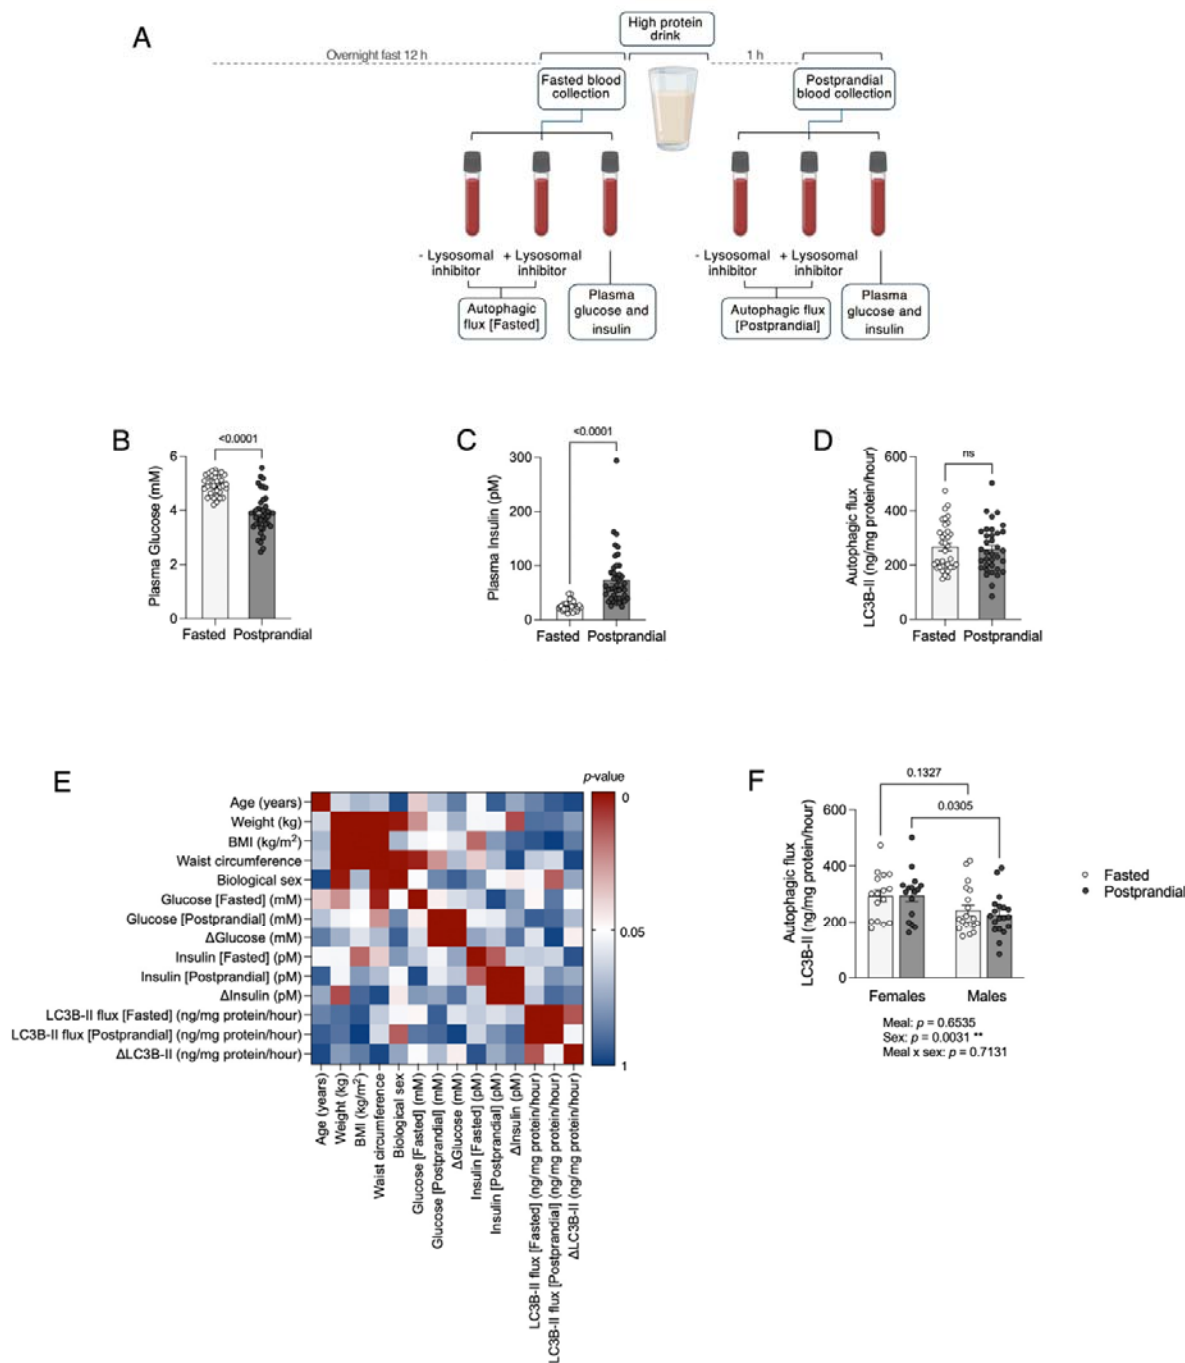 A
High protein
drink
Overnight fast 12 h
1 h
Fasted blood
collection
Postprandial
blood collection
- Lysosomal
inhibitor
+ Lysosomal
inhibitor
- Lysosomal
inhibitor
+ Lysosomal
inhibitor
Autophagic
flux [Fasted]
Plasma
glucose and
insulin
Autophagic flux
[Postprandial]
Plasma
glucose and
insulin
B
<0.0001
Plasma Glucose (mM)
6
4
2
0
Fasted Postprandial
C
<0.0001
Plasma Insulin (pM)
300
200
100
0
Fasted Postprandial
D
ns
Autophagic flux
LC3B-II (ng/mg protein/hour)
600
400
200
0
Fasted Postprandial
E
p-value
0
0.05
1
Age (years)
Weight (kg)
BMI (kg/m²)
Waist circumference
Biological sex
Glucose [Fasted] (mM)
Glucose [Postprandial] (mM)
ΔGlucose (mM)
Insulin [Fasted] (pM)
Insulin [Postprandial] (pM)
ΔInsulin (pM)
LC3B-II flux [Fasted] (ng/mg protein/hour)
LC3B-II flux [Postprandial] (ng/mg protein/hour)
ΔLC3B-II (ng/mg protein/hour)
Age (years)
Weight (kg)
BMI (kg/m²)
Waist circumference
Biological sex
Glucose [Fasted] (mM)
Glucose [Postprandial] (mM)
ΔGlucose (mM)
Insulin [Fasted] (pM)
Insulin [Postprandial] (pM)
ΔInsulin (pM)
LC3B-II flux [Fasted] (ng/mg protein/hour)
LC3B-II flux [Postprandial] (ng/mg protein/hour)
ΔLC3B-II (ng/mg protein/hour)
F
0.1327
0.0305
Autophagic flux
LC3B-II (ng/mg protein/hour)
600
400
200
0
Females Males
Fasted
Postprandial
Meal: p = 0.6535
Sex: p = 0.0031 **
Meal x sex: p = 0.7131